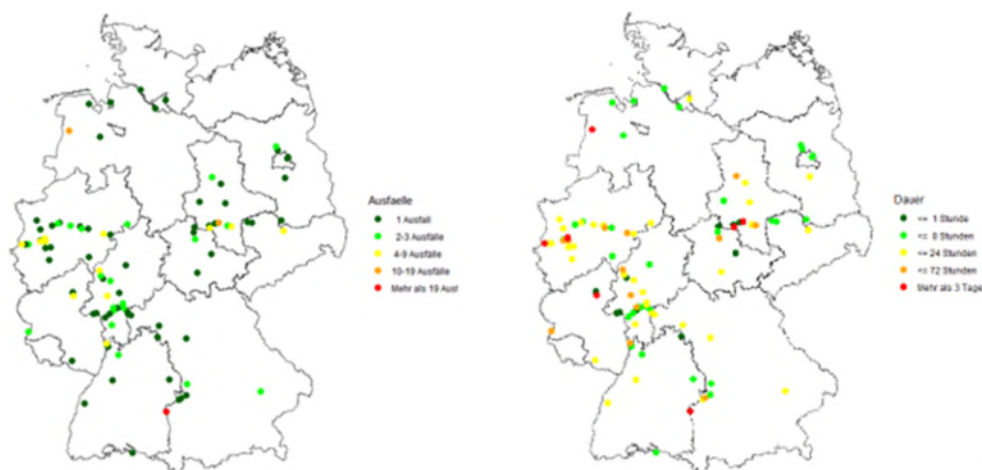 Ausfaelle
1 Ausfall
2-3 Ausfälle
4-9 Ausfälle
10-19 Ausfälle
Mehr als 19 Ausf
Dauer
<= 1 Stunde
<= 8 Stunden
<= 24 Stunden
<= 72 Stunden
Mehr als 3 Tage